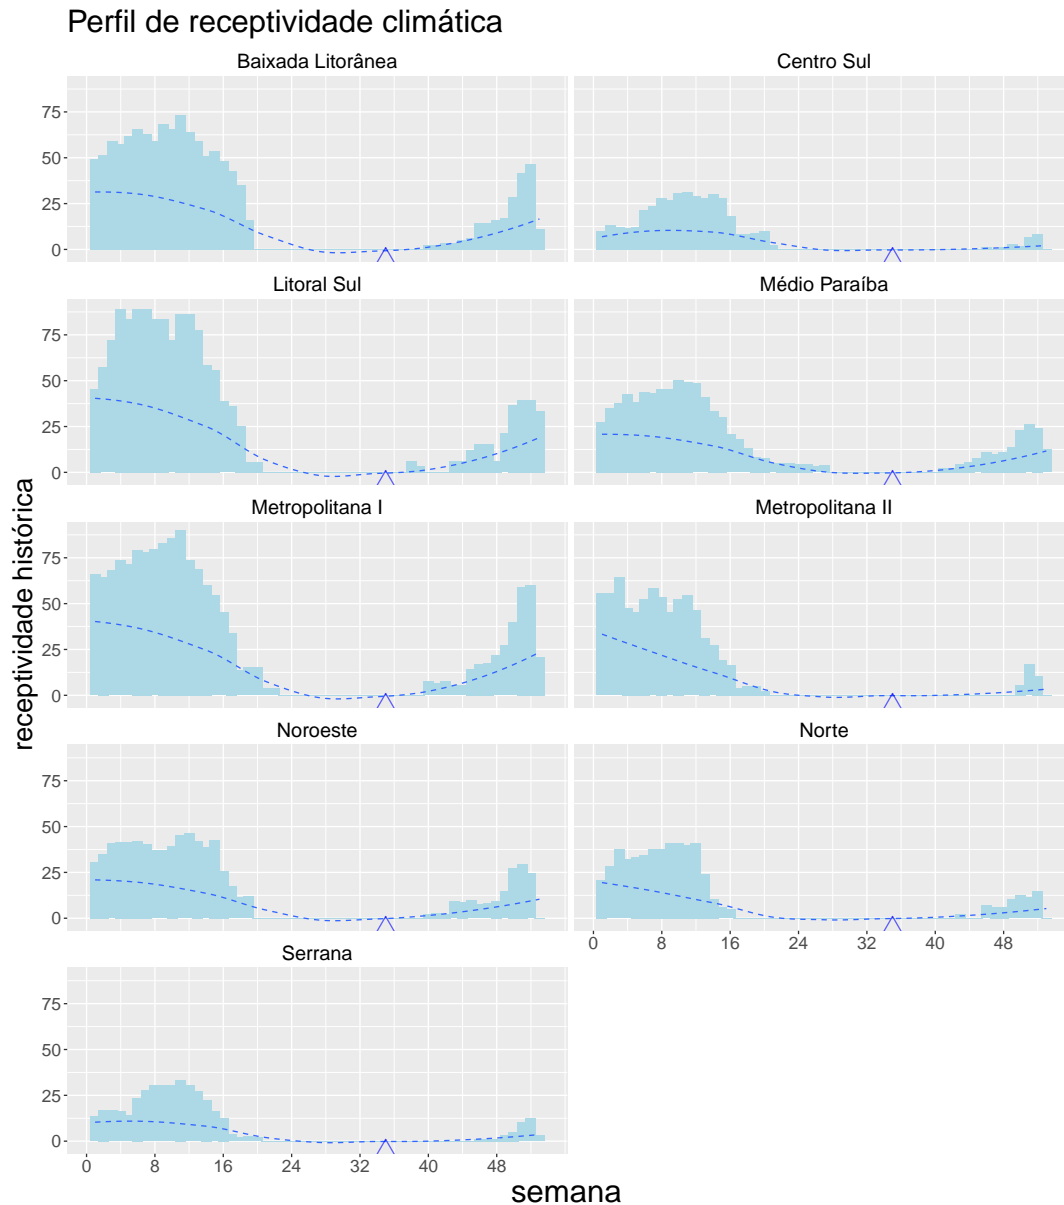 Perfil de receptividade climática
Baixada Litorânea
Centro Sul
75
50
25
0
Litoral Sul
Médio Paraíba
75
50
25
0
Metropolitana I
Metropolitana II
75
50
25
0
Noroeste
Norte
75
50
25
0
0 8 16 24 32 40 48
Serrana
75
50
25
0
0 8 16 24 32 40 48
receptividade histórica
semana